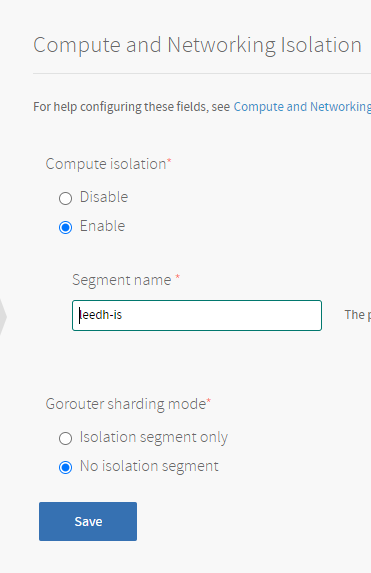 Compute and Networking Isolation
For help configuring these fields, see Compute and Networking
Compute isolation*
Disable
Enable
Segment name *
leedh-is
The p
Gorouter sharding mode*
Isolation segment only
No isolation segment
Save